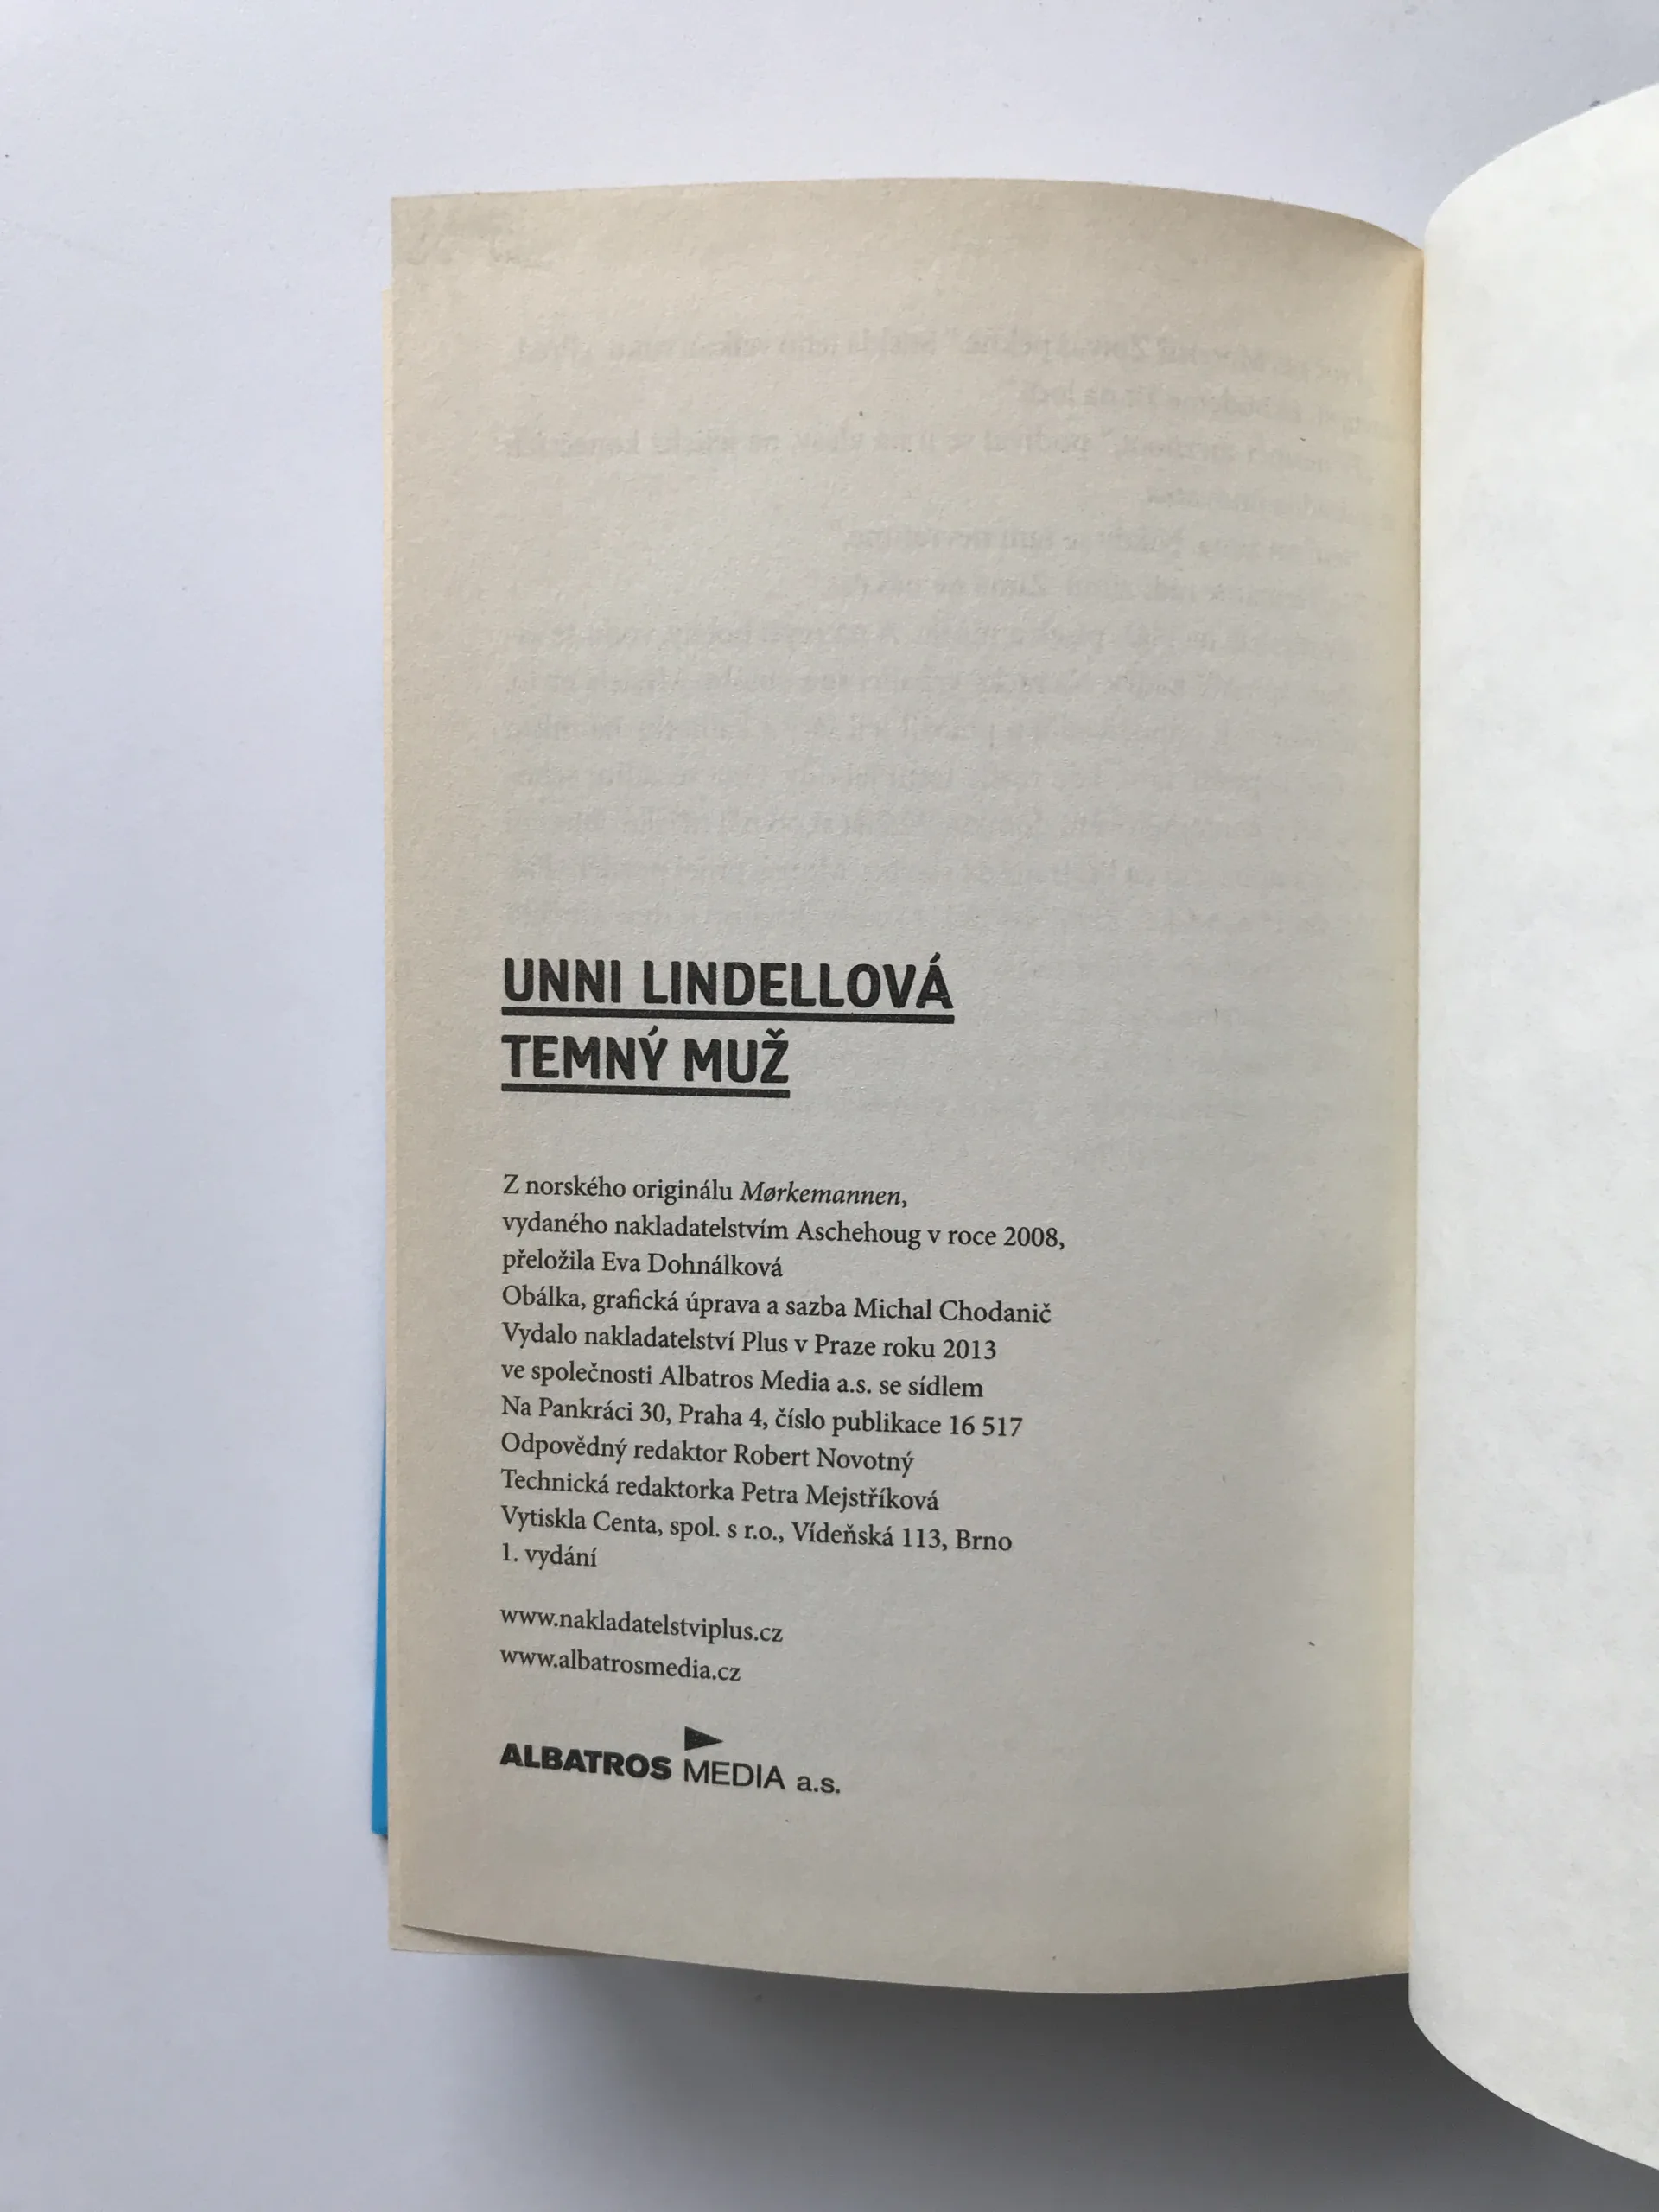 UNNI LINDELLOVÁ
TEMNÝ MUŽ
Z norského originálu Mørkemannen,
vydaného nakladatelstvím Aschehoug v roce 2008,
přeložila Eva Dohnálková
Obálka, grafická úprava a sazba Michal Chodanič
Vydalo nakladatelství Plus v Praze roku 2013
ve společnosti Albatros Media a.s. se sídlem
Na Pankráci 30, Praha 4, číslo publikace 16 517
Odpovědný redaktor Robert Novotný
Technická redaktorka Petra Mejstříková
Vytiskla Centa, spol. s r.o., Vídeňská 113, Brno
1. vydání
www.nakladatelstviplus.cz
www.albatrosmedia.cz
ALBATROS MEDIA a.s.